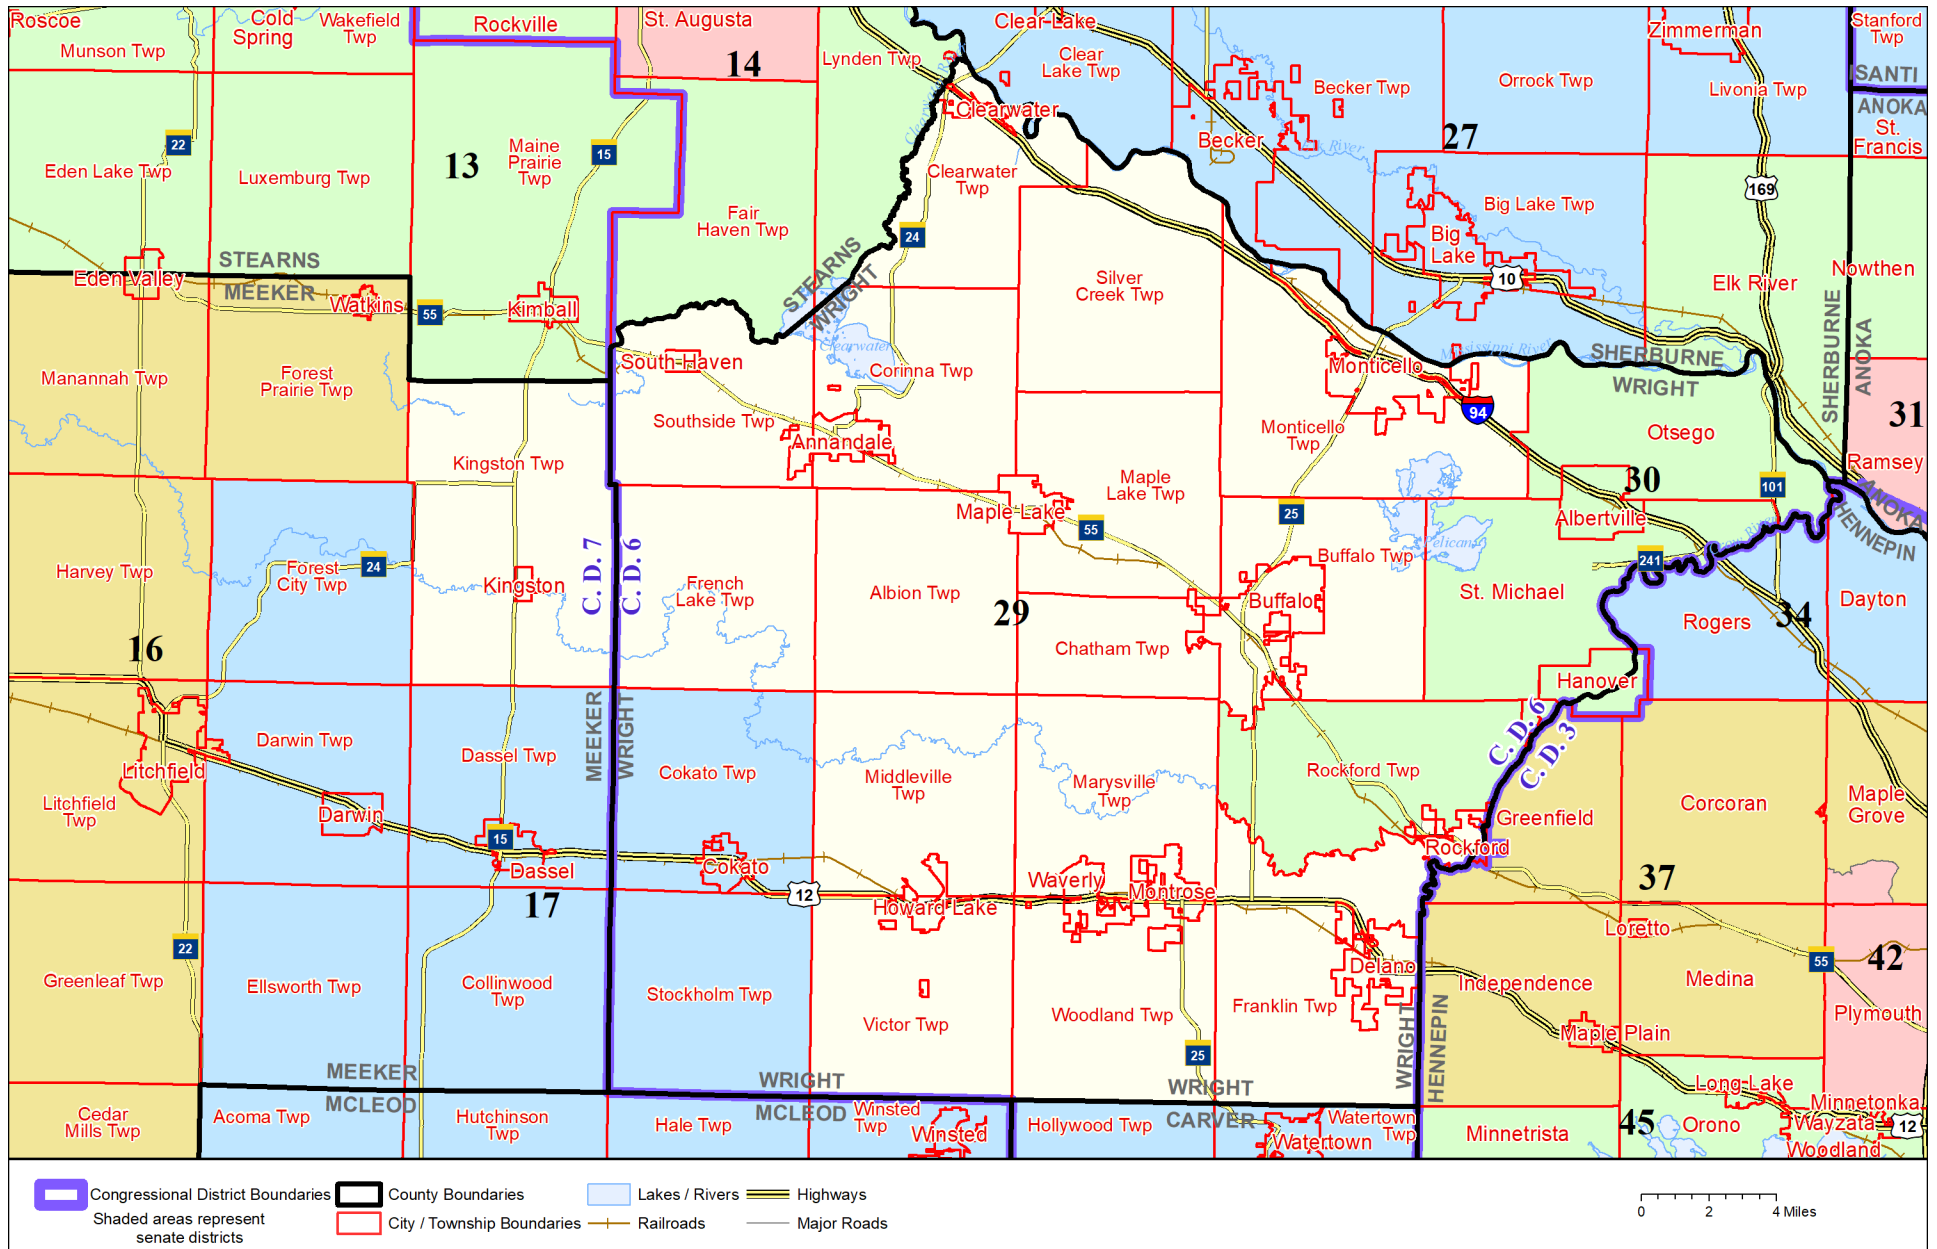 Roscoe
Munson Twp
Cold
Spring
Wakefield
Twp
Rockville
St. Augusta
14
Lynden Twp
Clear Lake
Clear
Lake Twp
Becker Twp
Orrock Twp
Zimmerman
Livonia Twp
Stanford
Twp
ISANTI
ANOKA
St.
Francis
22
Eden Lake Twp
Luxemburg Twp
13
Maine
Prairie
Twp
15
Fair
Haven Twp
Clearwater
Clearwater
Twp
24
Becker
Elk River
27
169
Big Lake Twp
Big
Lake
10
Elk River
Nowthen
STEARNS
MEEKER
Eden Valley
Watkins
55
Kimball
STEARNS
WRIGHT
Silver
Creek Twp
SHERBURNE
ANOKA
Manannah Twp
Forest
Prairie Twp
South Haven
Clearwater
Corinna Twp
Southside Twp
Annandale
Monticello
Mississippi River
SHERBURNE
WRIGHT
94
Monticello
Twp
Otsego
31
Ramsey
Kingston Twp
Maple
Lake Twp
30
101
ANOKA
HENNEPIN
Maple Lake
55
25
Albertville
Harvey Twp
Forest
City Twp
24
Kingston
C. D. 7
C. D. 6
French
Lake Twp
Albion Twp
29
Buffalo Twp
Pelican
241
St. Michael
Buffalo
Rogers
34
Dayton
16
Chatham Twp
Hanover
Litchfield
Litchfield
Twp
Darwin Twp
Dassel Twp
MEEKER
WRIGHT
Cokato Twp
Middleville
Twp
Marysville
Twp
Rockford Twp
C. D. 6
C. D. 3
Greenfield
Corcoran
Maple
Grove
Darwin
15
Dassel
17
Cokato
12
Howard Lake
Waverly
Montrose
Rockford
37
Loretto
22
Greenleaf Twp
Ellsworth Twp
Collinwood
Twp
Stockholm Twp
Victor Twp
Woodland Twp
25
Franklin Twp
Delano
WRIGHT
HENNEPIN
Independence
Medina
55
42
Plymouth
Maple Plain
Long Lake
MEEKER
MCLEOD
WRIGHT
MCLEOD
WRIGHT
CARVER
Cedar
Mills Twp
Acoma Twp
Hutchinson
Twp
Hale Twp
Winsted
Twp
Winsted
Hollywood Twp
Watertown
Watertown
Twp
Minnetrista
45
Orono
Minnetonka
Wayzata
12
Woodland
Congressional District Boundaries
Shaded areas represent
senate districts
County Boundaries
City / Township Boundaries
Lakes / Rivers
Railroads
Highways
Major Roads
0 2 4 Miles